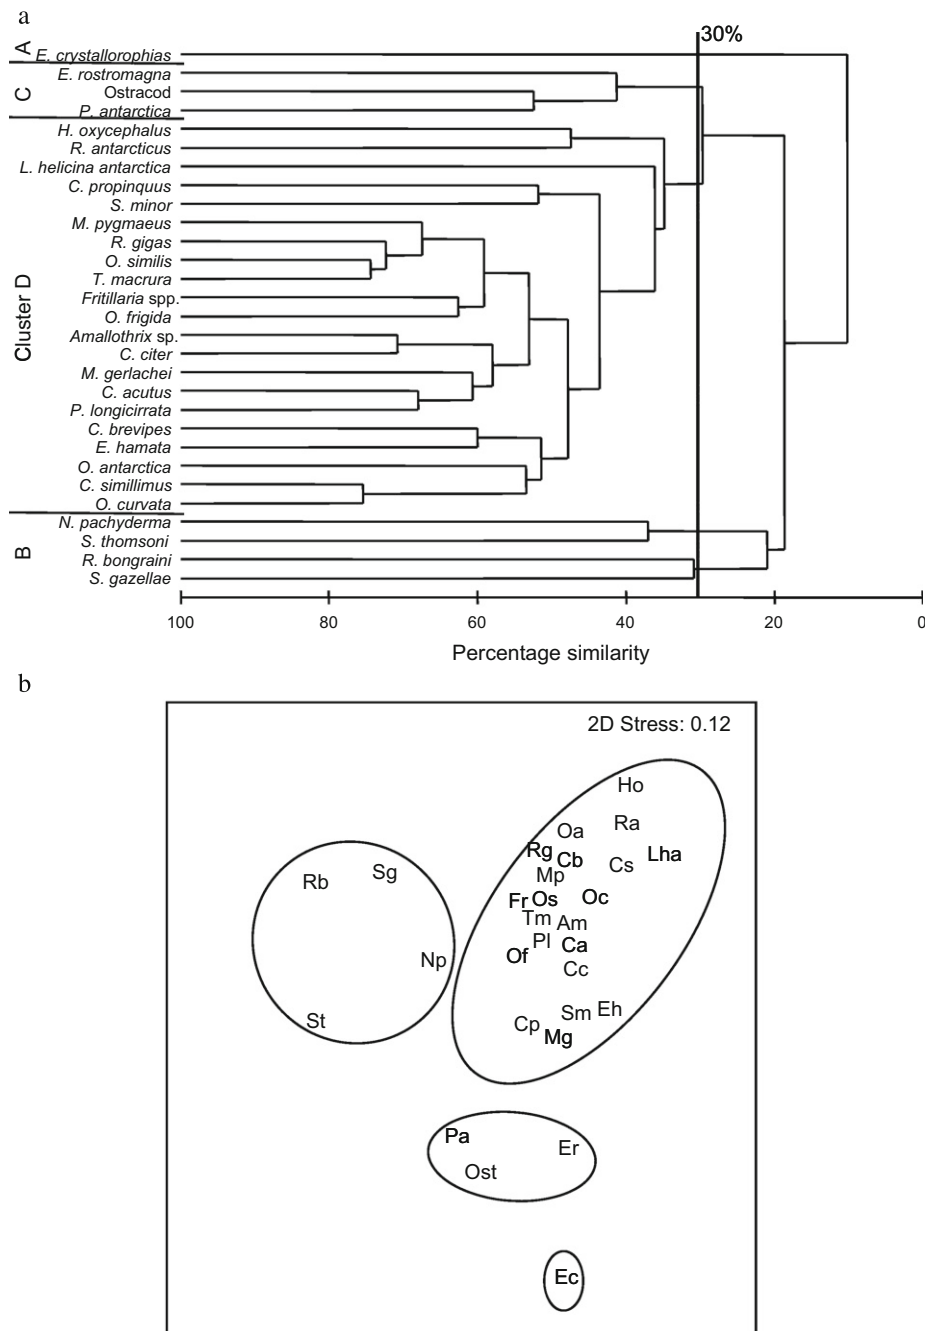 a
30%
A
E. crystallorophias
E. rostromagna
C
Ostracod
P. antarctica
H. oxycephalus
R. antarcticus
L. helicina antarctica
C. propinquus
S. minor
M. pygmaeus
R. gigas
O. similis
T. macrura
Cluster D
Fritillaria spp.
O. frigida
Amallothrix sp.
C. citer
M. gerlachei
C. acutus
P. longicirrata
C. brevipes
E. hamata
O. antarctica
C. simillimus
O. curvata
N. pachyderma
S. thomsoni
B
R. bongraini
S. gazellae
100 80 60 40 20 0
Percentage similarity
b
2D Stress: 0.12
Ho
Ra
Oa
Rg
Cb
Lha
Cs
Mp
Rb
Sg
Fr
Os
Oc
Tm
Am
Pl
Ca
Of
Cc
Np
St
Sm
Eh
Cp
Mg
Pa
Er
Ost
Ec